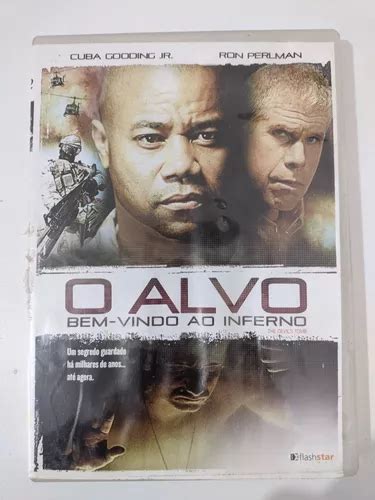 CUBA GOODING JR. RON PERLMAN
O ALVO
BEM-VINDO AO INFERNO
THE DEVIL'S TOMB
Um segredo guardado
há milhares de anos...
até agora.
flashstar